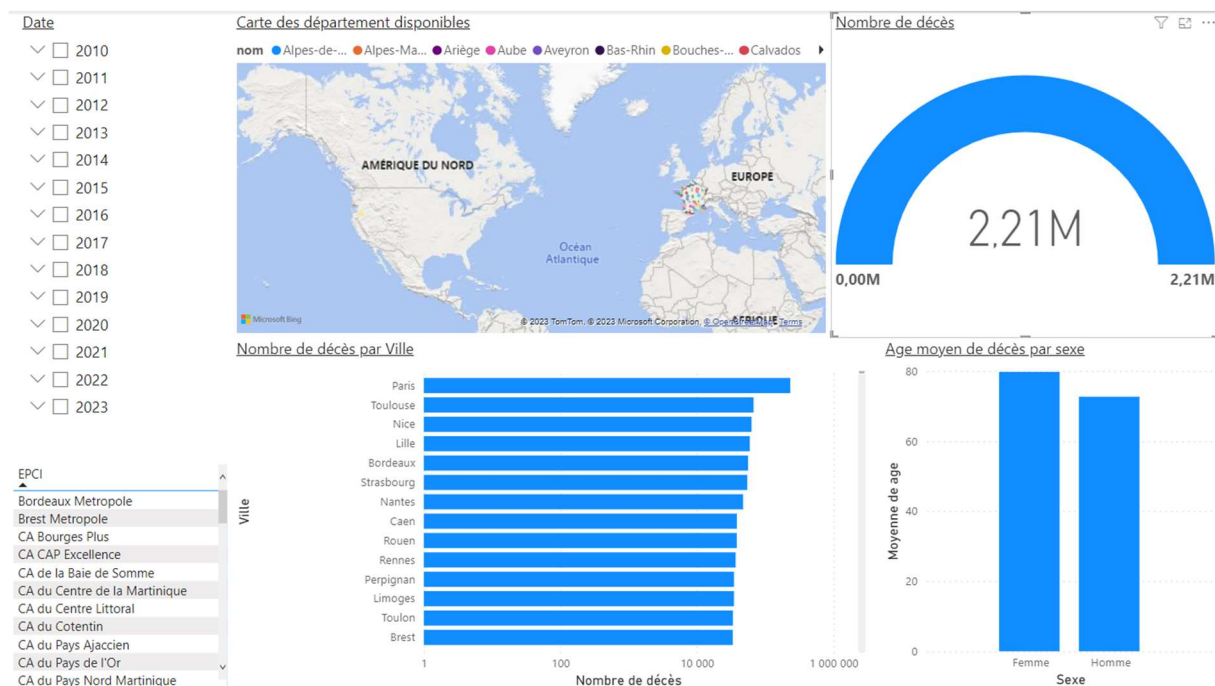 Date
2010
2011
2012
2013
2014
2015
2016
2017
2018
2019
2020
2021
2022
2023
EPCI
Bordeaux Metropole
Brest Metropole
CA Bourges Plus
CA CAP Excellence
CA de la Baie de Somme
CA du Centre de la Martinique
CA du Centre Littoral
CA du Cotentin
CA du Pays Ajaccien
CA du Pays de l'Or
CA du Pays Nord Martinique
Carte des département disponibles
nom Alpes-de-... Alpes-Ma... Ariège Aube Aveyron Bas-Rhin Bouches-... Calvados
AMÉRIQUE DU NORD
EUROPE
Océan
Atlantique
AFRIQUE
Microsoft Bing
© 2023 TomTom, © 2023 Microsoft Corporation, © OpenStreetMap Terms
Nombre de décès
2,21M
0,00M 2,21M
Nombre de décès par Ville
Ville
Paris
Toulouse
Nice
Lille
Bordeaux
Strasbourg
Nantes
Caen
Rouen
Rennes
Perpignan
Limoges
Toulon
Brest
1 100 10 000 1 000 000
Nombre de décès
Age moyen de décès par sexe
Moyenne de age
80
60
40
20
0
Femme Homme
Sexe